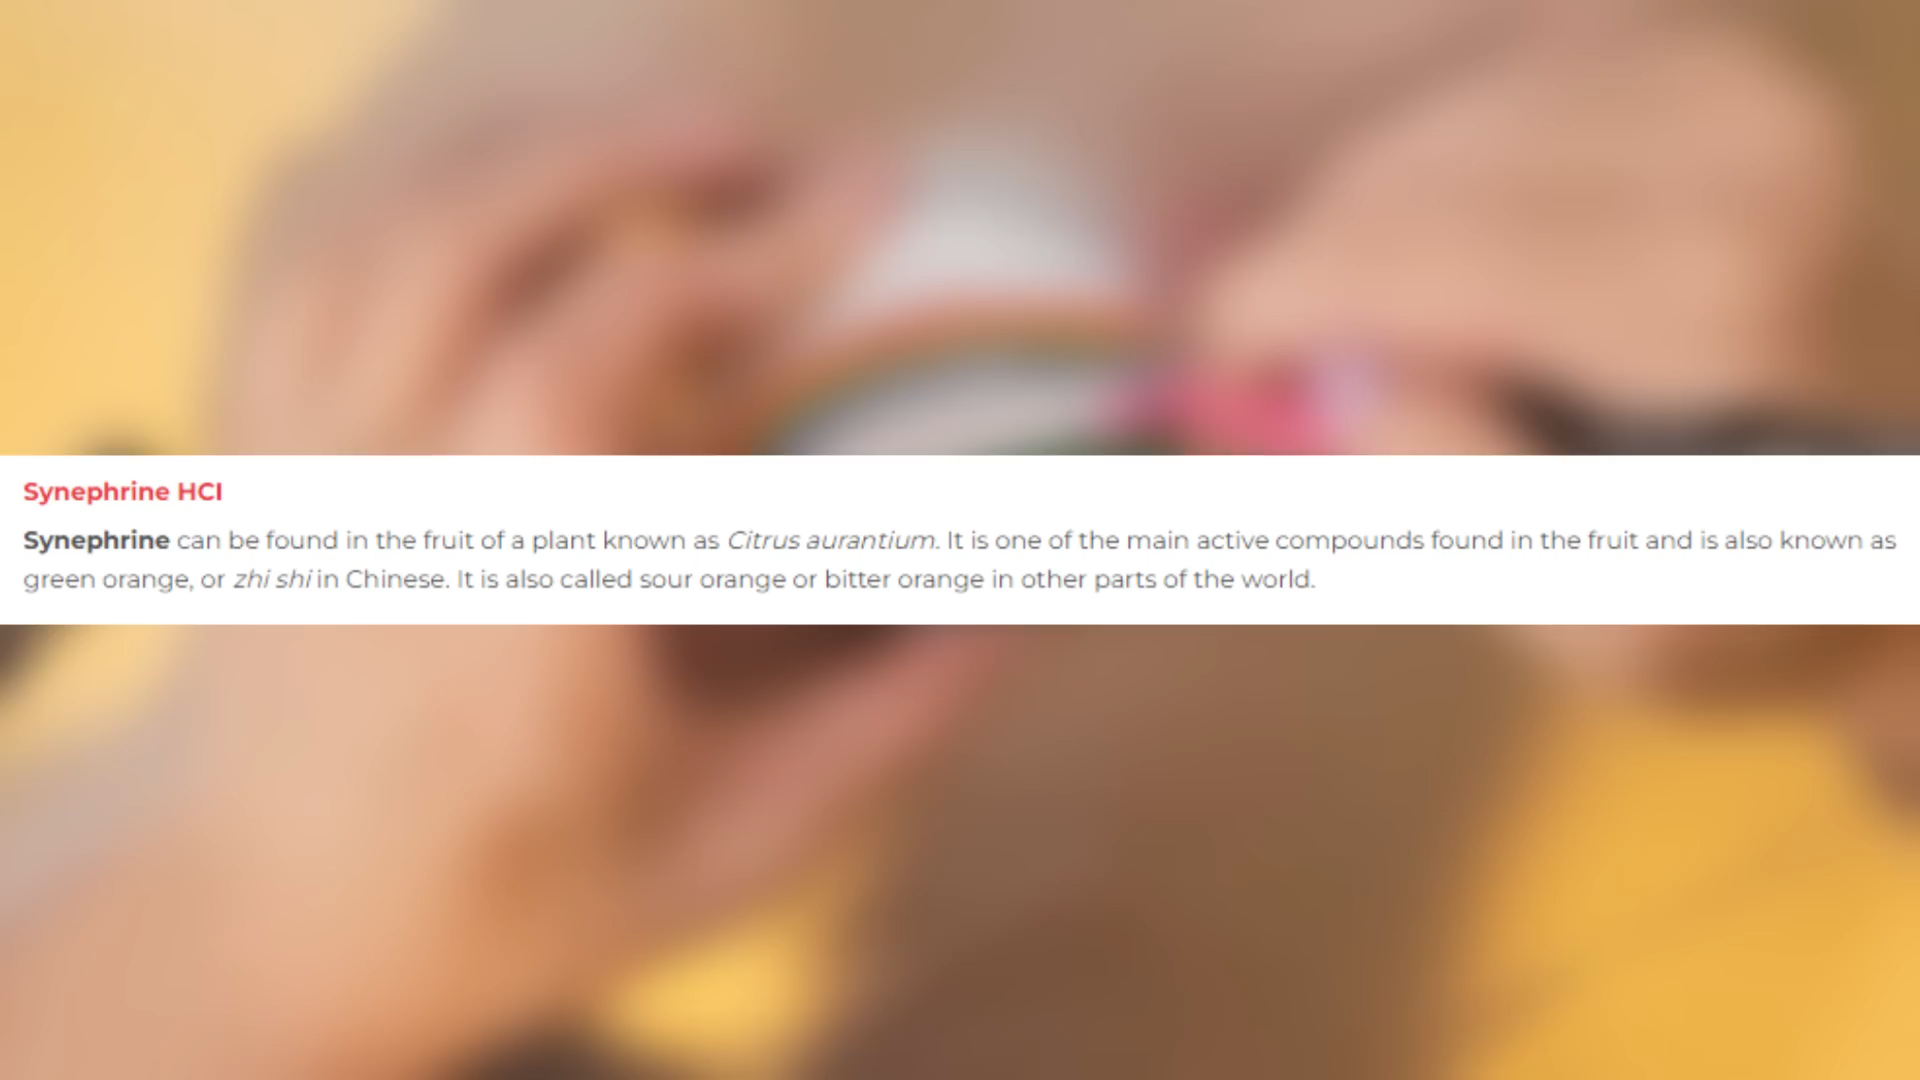 Synephrine HCI
Synephrine can be found in the fruit of a plant known as Citrus aurantium. It is one of the main active compounds found in the fruit and is also known as
green orange, or zhi shi in Chinese. It is also called sour orange or bitter orange in other parts of the world.